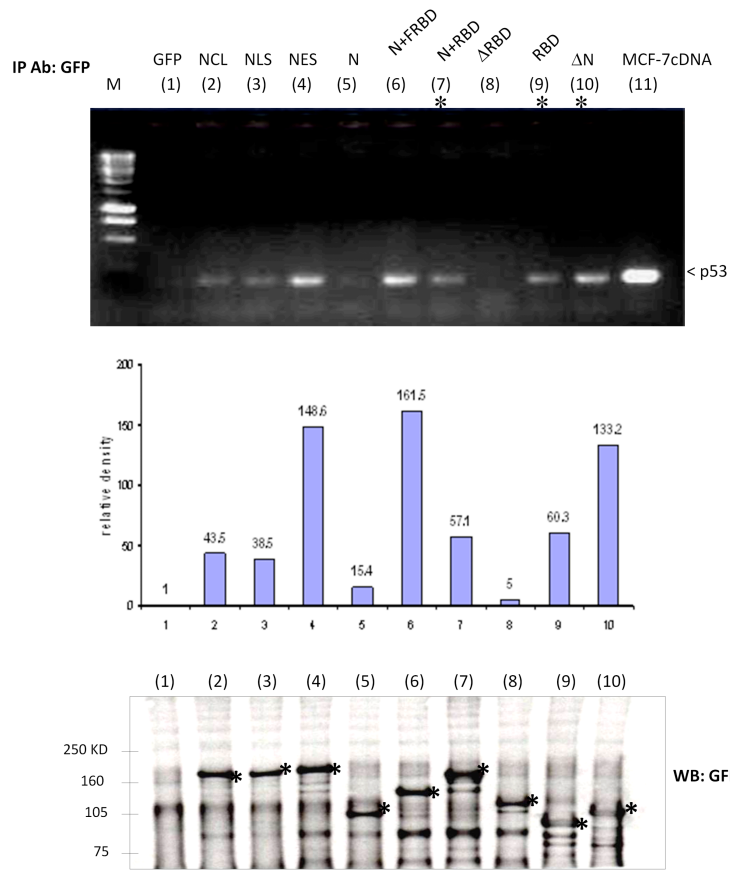 IP Ab: GFP
M
GFP NCL NLS NES N N+FRBD N+RBD ΔRBD RBD ΔN MCF-7cDNA
(1) (2) (3) (4) (5) (6) (7) (8) (9) (10) (11)
* * *
< p53
relative density
200
150
100
50
0
1 43.5 38.5 148.6 15.4 161.5 57.1 5 60.3 133.2
1 2 3 4 5 6 7 8 9 10
(1) (2) (3) (4) (5) (6) (7) (8) (9) (10)
250 KD
160
105
75
* * * * * * * * *
WB: GF